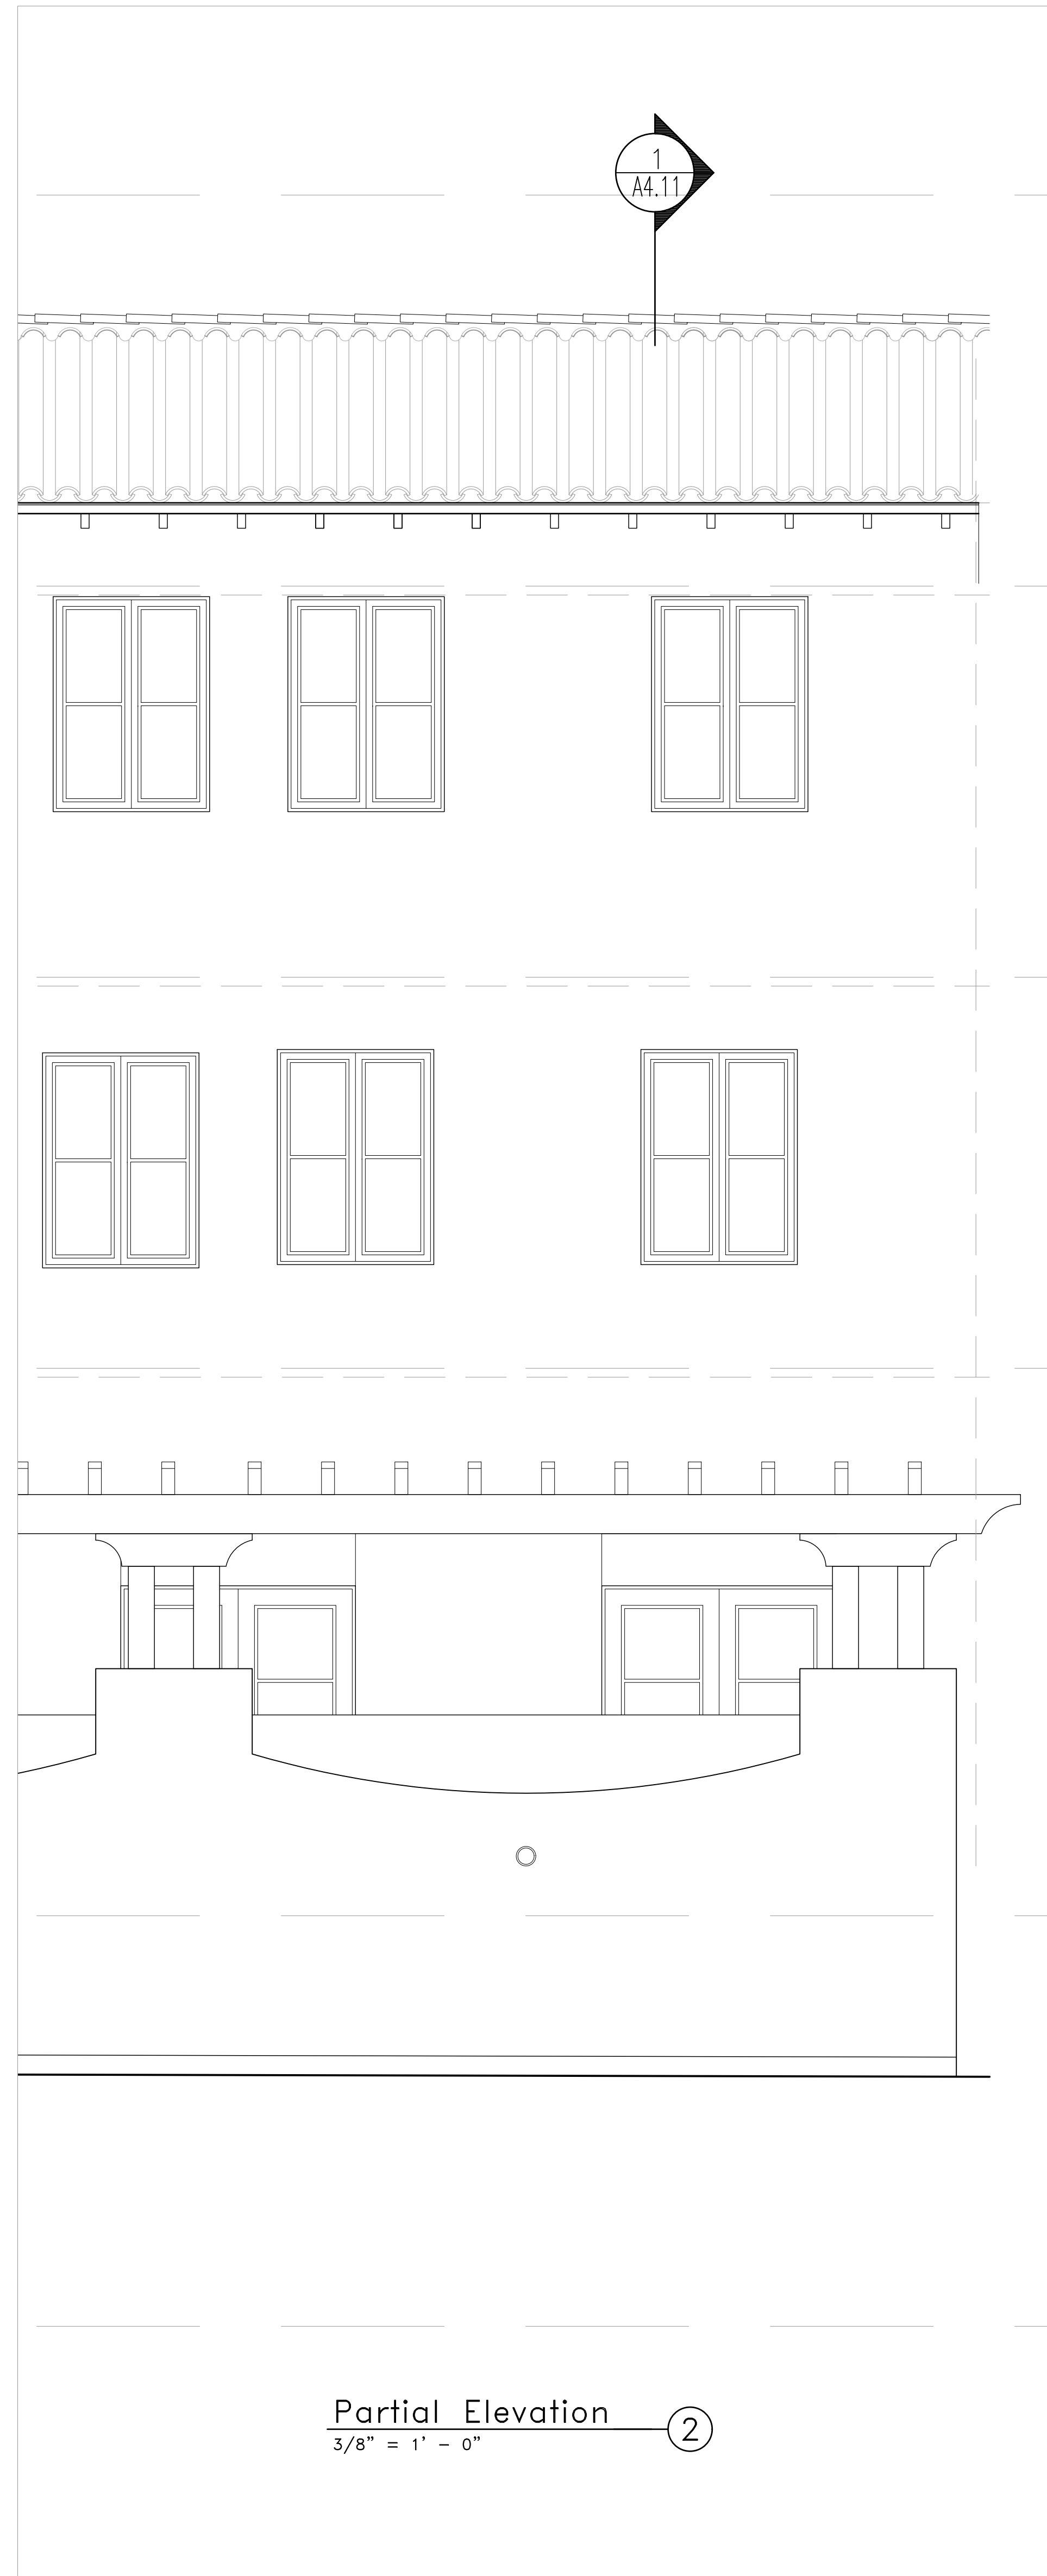 1
A4.11
Partial Elevation 2
3/8" = 1' - 0"